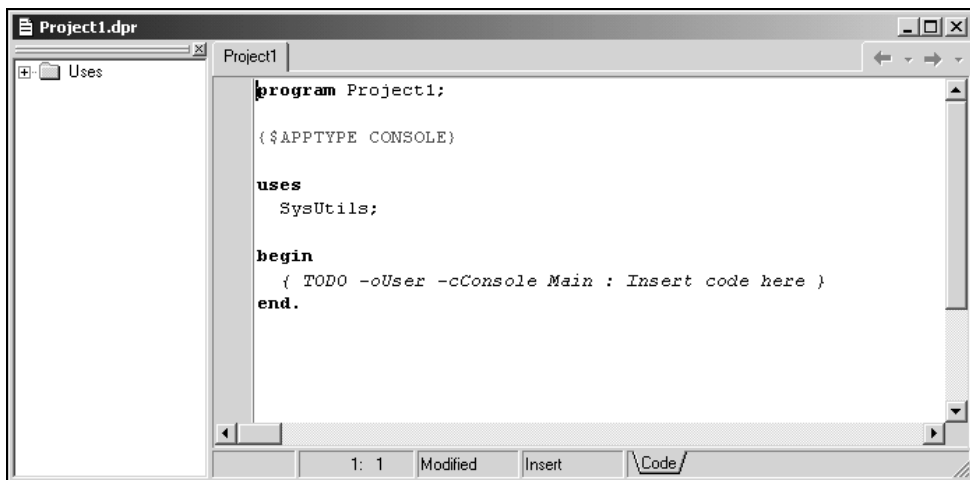 Project1.dpr
Uses
Project1
program Project1;
{$APPTYPE CONSOLE}
uses
SysUtils;
begin
{ TODO -oUser -cConsole Main : Insert code here }
end.
1: 1 Modified Insert Code